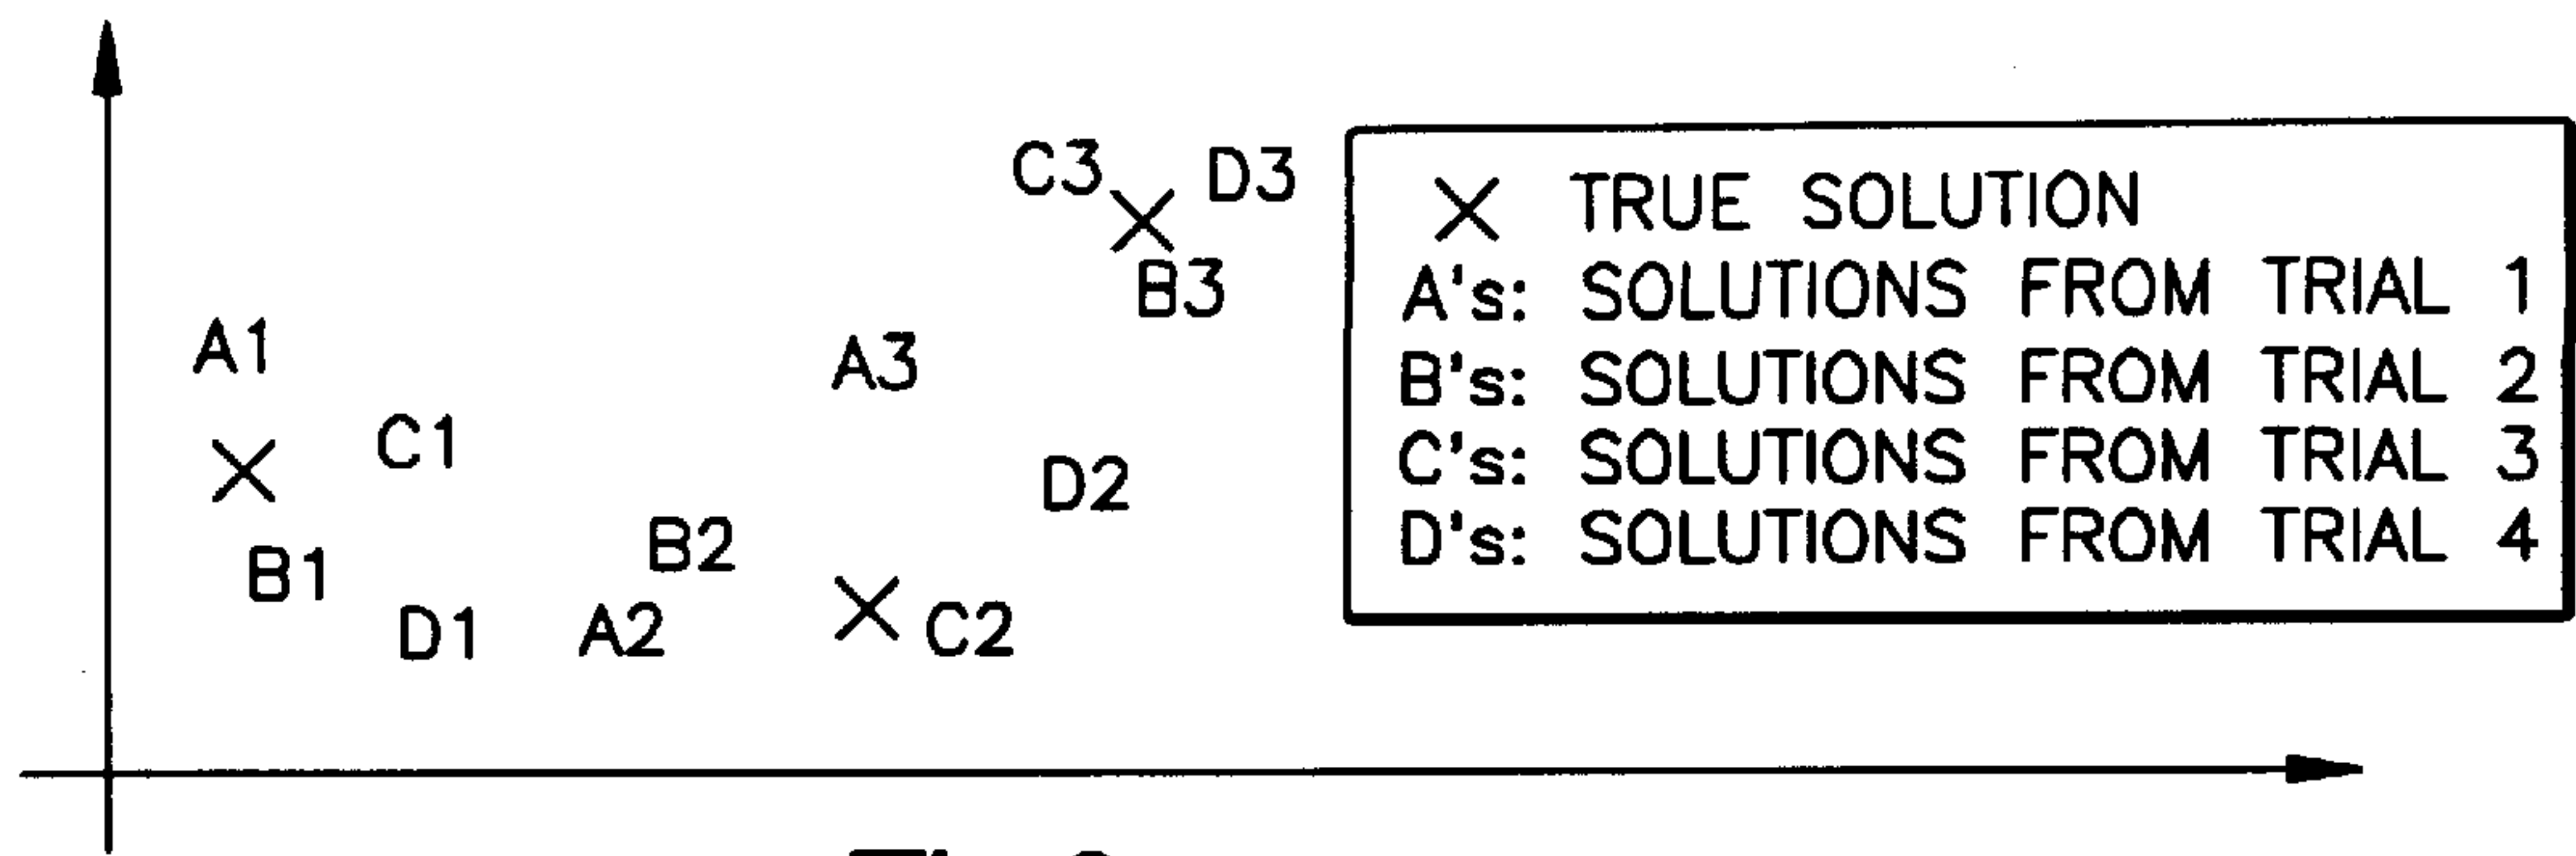 C3 D3
B3
A1
A3
C1
D2
B2
B1
D1 A2 C2
TRUE SOLUTION
A's: SOLUTIONS FROM TRIAL 1
B's: SOLUTIONS FROM TRIAL 2
C's: SOLUTIONS FROM TRIAL 3
D's: SOLUTIONS FROM TRIAL 4